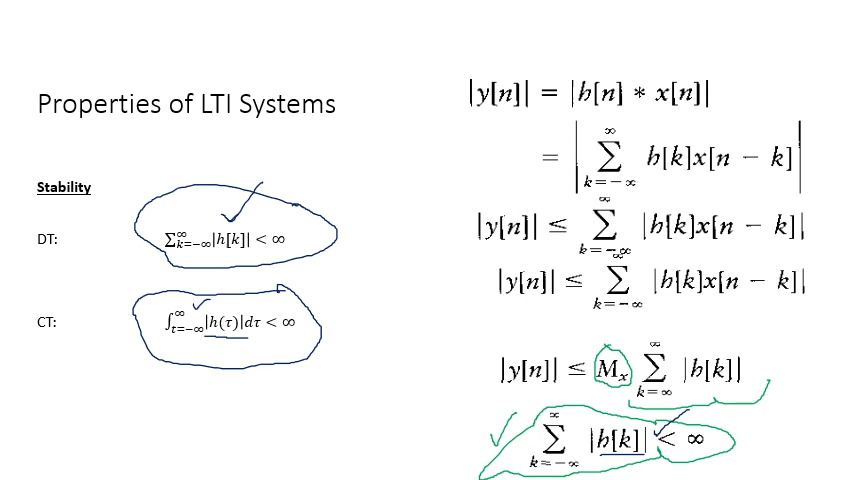 Properties of LTI Systems
Stability
DT: ∑_{k=−∞}^{∞}|h[k]| < ∞
CT: ∫_{τ=−∞}^{∞}|h(τ)|dτ < ∞
|y[n]| = |h[n] ∗ x[n]|
= |∑_{k=−∞}^{∞} h[k]x[n − k]|
|y[n]| ≤ ∑_{k=−∞}^{∞} |h[k]x[n − k]|
|y[n]| ≤ ∑_{k=−∞}^{∞} |h[k]x[n − k]|
|y[n]| ≤ M_x ∑_{k=∞}^{∞} |h[k]|
∑_{k=−∞}^{∞} |h[k]| < ∞